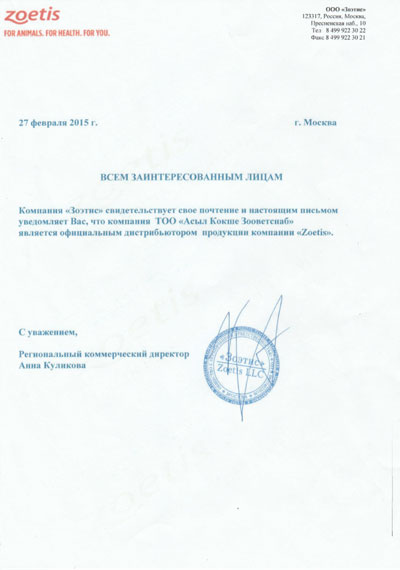 zoetis
FOR ANIMALS. FOR HEALTH. FOR YOU.
ООО «Зоэтис»
123317, Россия, Москва,
Пресненская наб., 10
Тел 8 499 922 30 22
Факс 8 499 922 30 21
27 февраля 2015 г.
г. Москва
ВСЕМ ЗАИНТЕРЕСОВАННЫМ ЛИЦАМ
Компания «Зоэтис» свидетельствует свое почтение и настоящим письмом
уведомляет Вас, что компания ТОО «Асыл Кокше Зооветснаб»
является официальным дистрибьютором продукции компании «Zoetis».
С уважением,
Региональный коммерческий директор
Анна Куликова
«Зоэтис»
Zoetis LLC